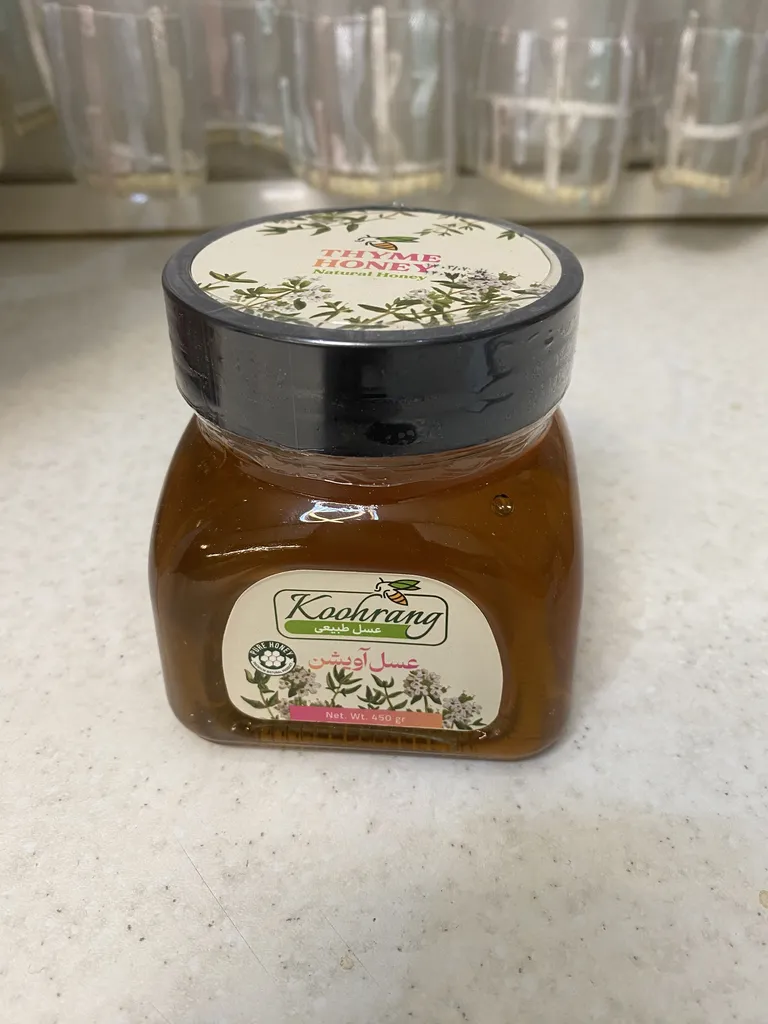 THYME
HONEY
Natural Honey
Koohrang
عسل طبیعی
PURE HONEY
عسل آویشن
Net. Wt. 450 gr